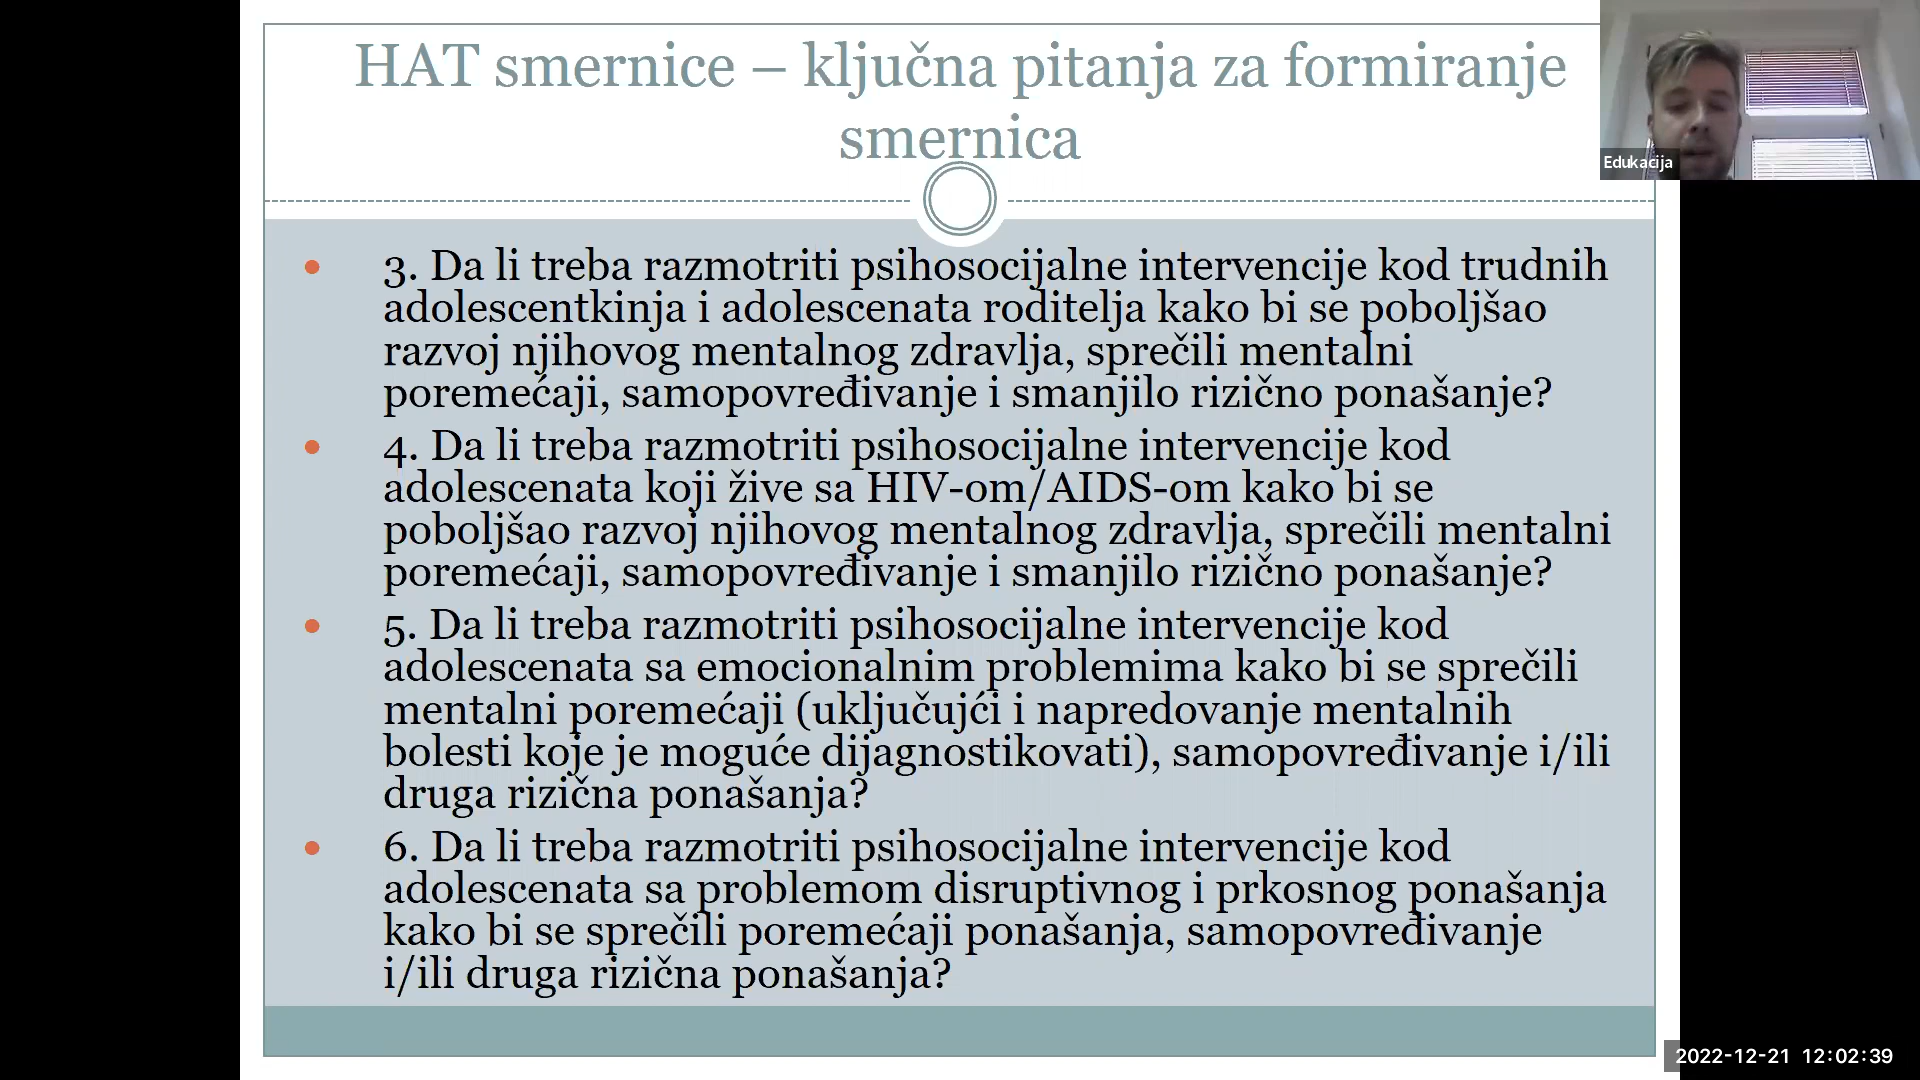 HAT smernice – ključna pitanja za formiranje
smernica
Edukacija
3. Da li treba razmotriti psihosocijalne intervencije kod trudnih
adolescentkinja i adolescenata roditelja kako bi se poboljšao
razvoj njihovog mentalnog zdravlja, sprečili mentalni
poremećaji, samopovređivanje i smanjilo rizično ponašanje?
4. Da li treba razmotriti psihosocijalne intervencije kod
adolescenata koji žive sa HIV-om/AIDS-om kako bi se
poboljšao razvoj njihovog mentalnog zdravlja, sprečili mentalni
poremećaji, samopovređivanje i smanjilo rizično ponašanje?
5. Da li treba razmotriti psihosocijalne intervencije kod
adolescenata sa emocionalnim problemima kako bi se sprečili
mentalni poremećaji (uključujći i napredovanje mentalnih
bolesti koje je moguće dijagnostikovati), samopovređivanje i/ili
druga rizična ponašanja?
6. Da li treba razmotriti psihosocijalne intervencije kod
adolescenata sa problemom disruptivnog i prkosnog ponašanja
kako bi se sprečili poremećaji ponašanja, samopovređivanje
i/ili druga rizična ponašanja?
2022-12-21 12:02:39